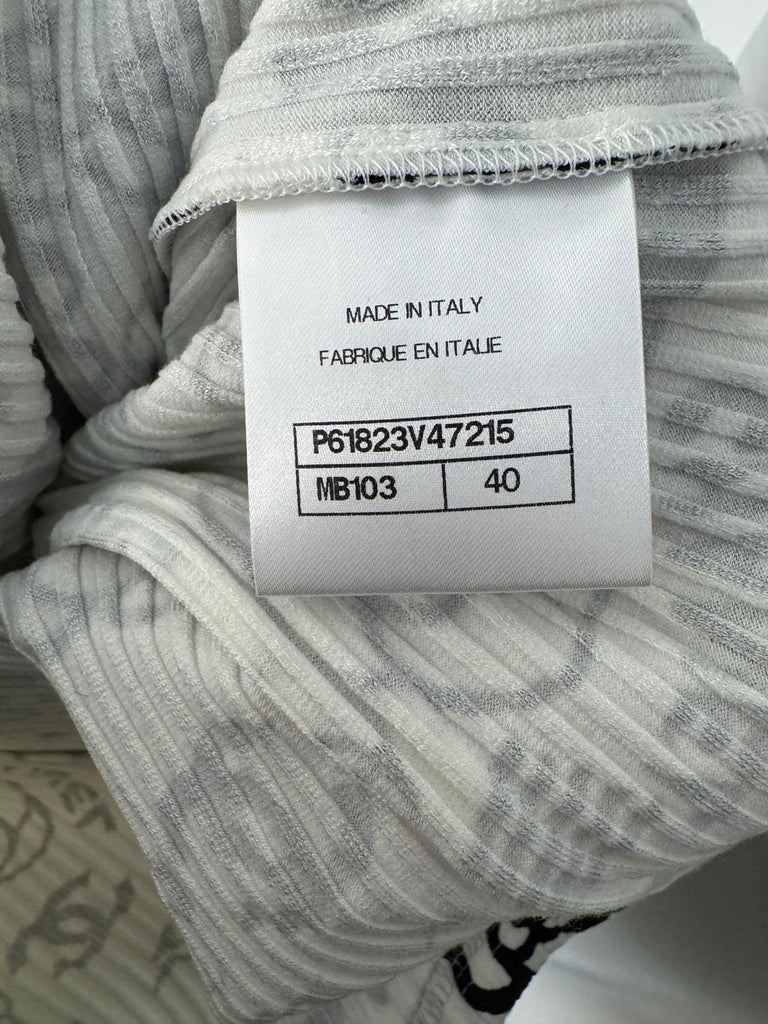 MADE IN ITALY
FABRIQUE EN ITALIE
P61823V47215
MB103 40